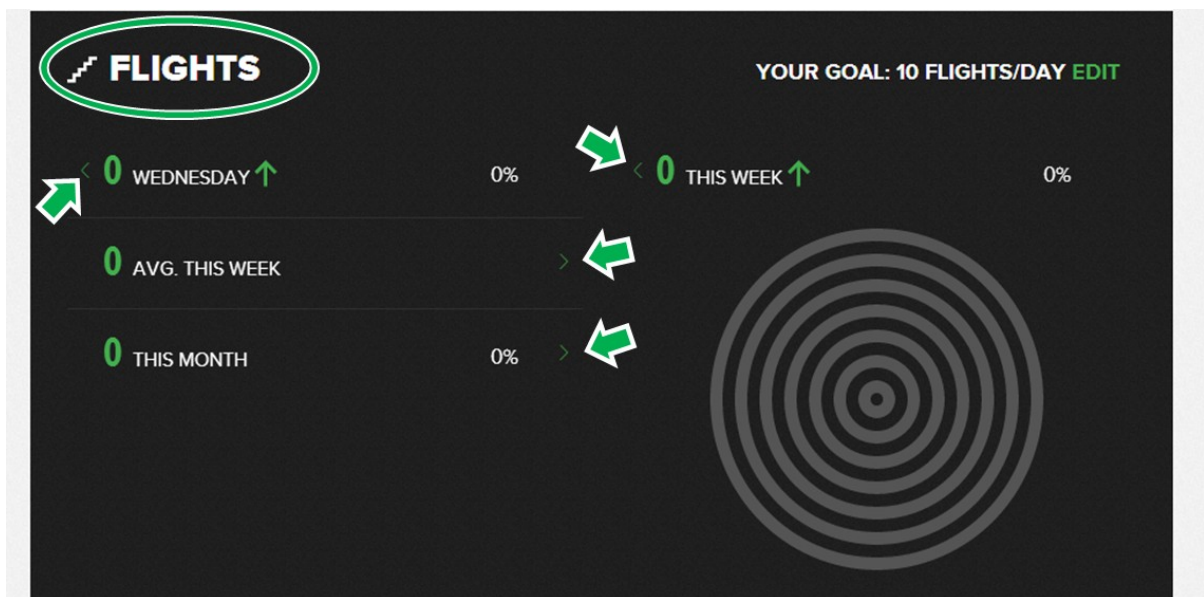 FLIGHTS
YOUR GOAL: 10 FLIGHTS/DAY EDIT
0 WEDNESDAY 0%
0 AVG. THIS WEEK
0 THIS MONTH 0%
0 THIS WEEK 0%